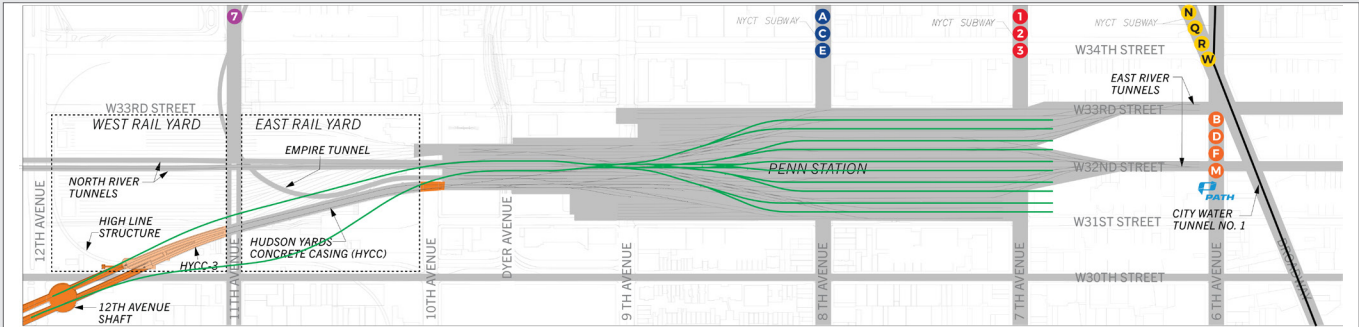 7
NYCT SUBWAY
A
C
E
NYCT SUBWAY
1
2
3
NYCT SUBWAY
N
Q
R
W
W34TH STREET
EAST RIVER
TUNNELS
W33RD STREET
W33RD STREET
WEST RAIL YARD
EAST RAIL YARD
EMPIRE TUNNEL
B
D
F
M
PATH
PENN STATION
W32ND STREET
NORTH RIVER
TUNNELS
12TH AVENUE
HIGH LINE
STRUCTURE
HYCC-3
HUDSON YARDS
CONCRETE CASING (HYCC)
W31ST STREET
CITY WATER
TUNNEL NO. 1
W30TH STREET
12TH AVENUE
SHAFT
11TH AVENUE
10TH AVENUE
DYER AVENUE
9TH AVENUE
8TH AVENUE
7TH AVENUE
6TH AVENUE
BROADWAY